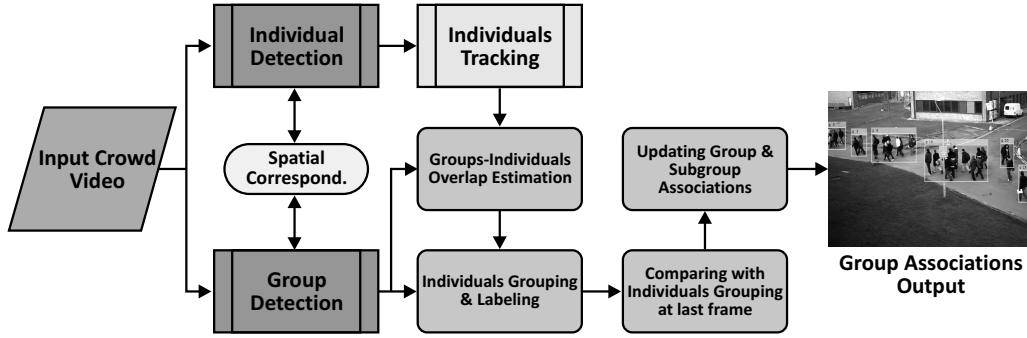 Individual
Detection
Individuals
Tracking
Input Crowd
Video
Spatial
Correspond.
Groups-Individuals
Overlap Estimation
Updating Group &
Subgroup
Associations
Group
Detection
Individuals Grouping
& Labeling
Comparing with
Individuals Grouping
at last frame
Group Associations
Output